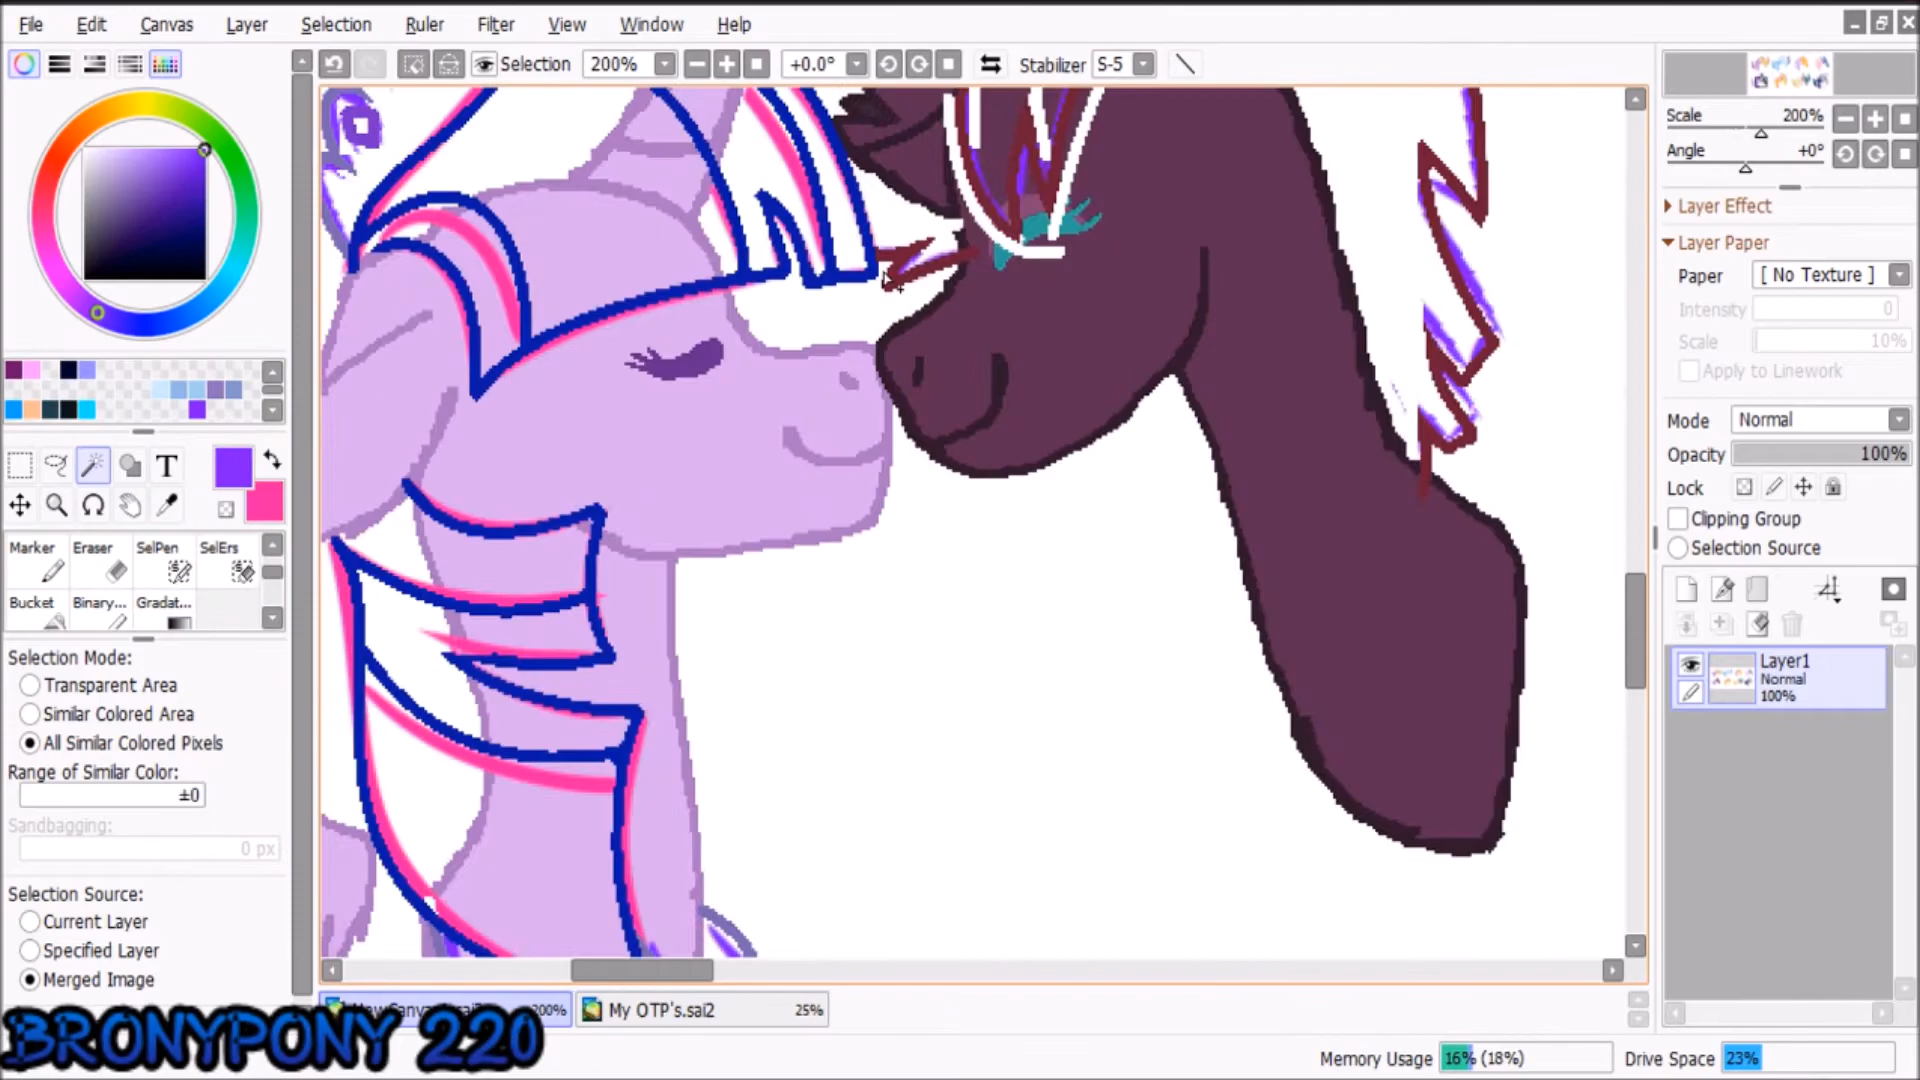 File Edit Canvas Layer Selection Ruler Filter View Window Help
Selection 200% +0.0° Stabilizer S-5
Scale 200%
Angle +0°
Layer Effect
Layer Paper
Paper [ No Texture ]
Intensity 0
Scale 10%
Apply to Linework
Mode Normal
Opacity 100%
Lock
Clipping Group
Selection Source
Layer1
Normal
100%
T
Marker Eraser SelPen SelErs
Bucket Binary... Gradat...
Selection Mode:
Transparent Area
Similar Colored Area
All Similar Colored Pixels
Range of Similar Color:
±0
Sandbagging:
0 px
Selection Source:
Current Layer
Specified Layer
Merged Image
200% My OTP's.sai2 25%
BRONYPONY 220
Memory Usage 16% (18%) Drive Space 23%